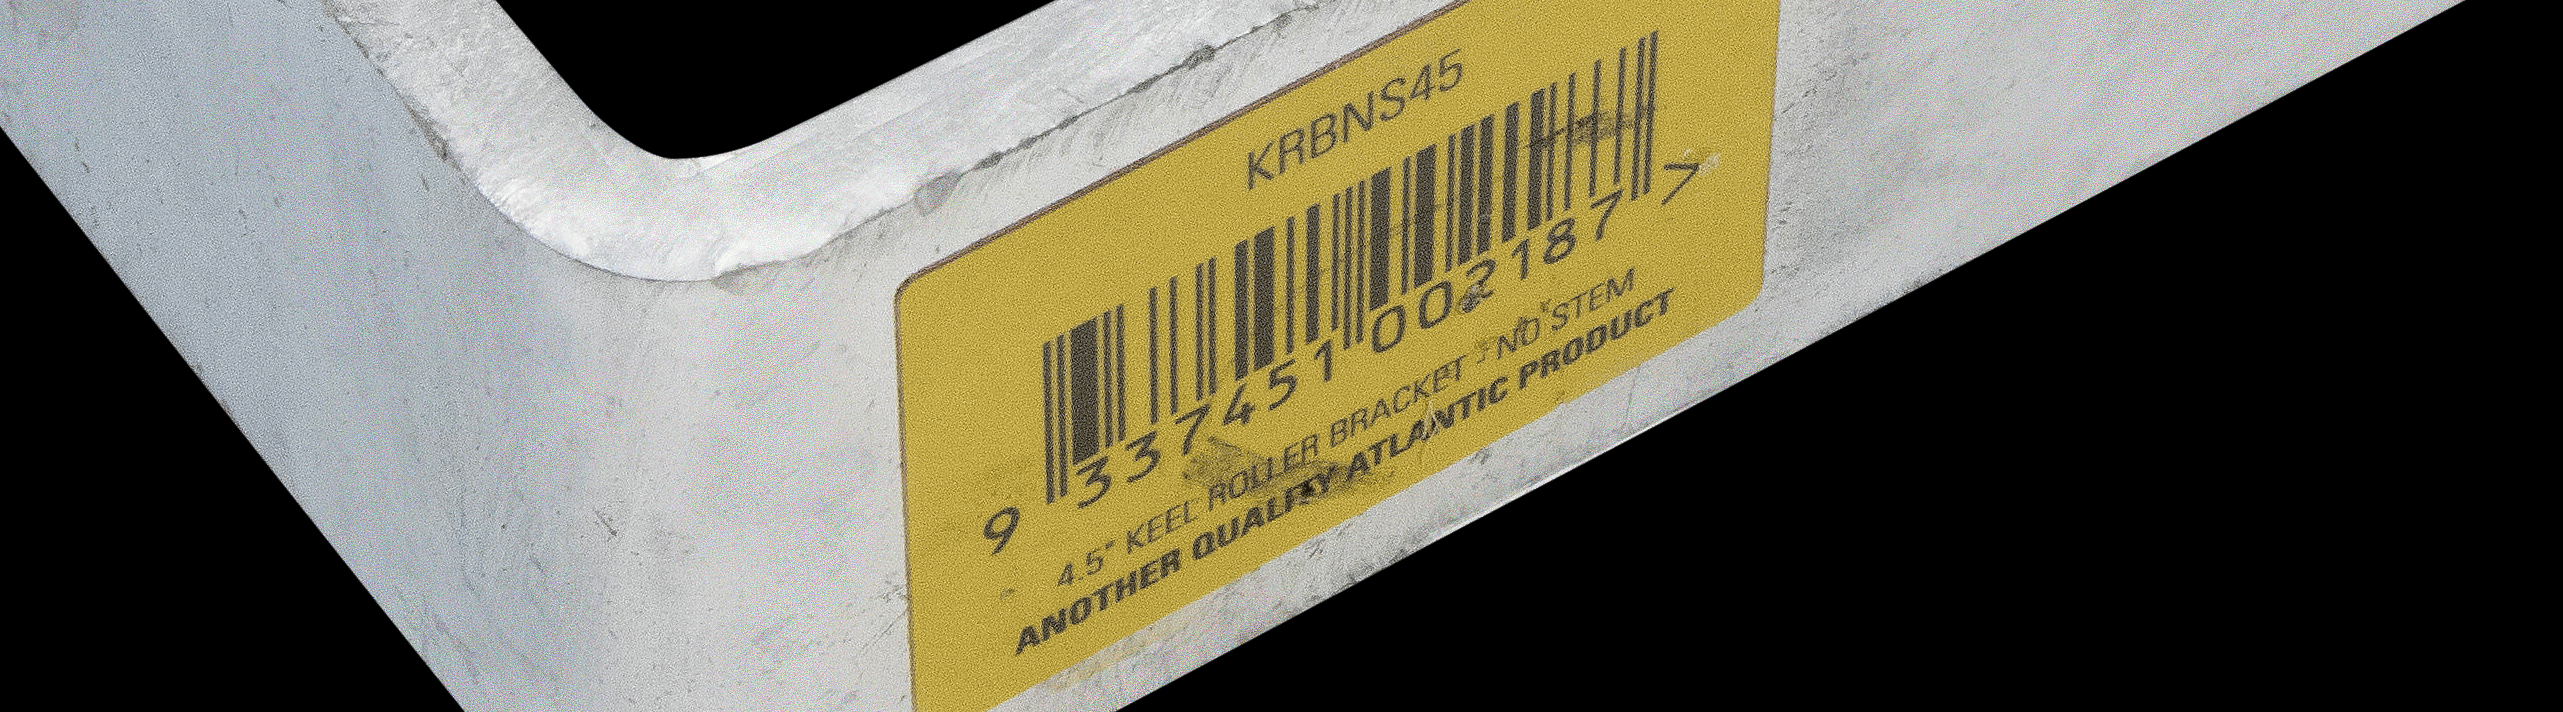 KRBNS45
9 337451 002187 >
4.5" KEEL ROLLER BRACKET - NO STEM
ANOTHER QUALITY ATLANTIC PRODUCT